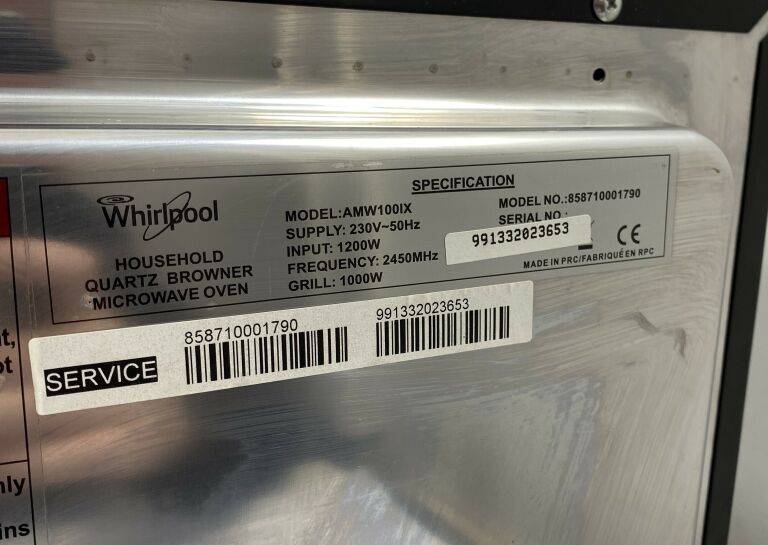 Whirlpool
HOUSEHOLD
QUARTZ BROWNER
MICROWAVE OVEN
SPECIFICATION
MODEL:AMW100IX
SUPPLY: 230V~50Hz
INPUT: 1200W
FREQUENCY: 2450MHz
GRILL: 1000W
MODEL NO.:858710001790
SERIAL NO.:
991332023653
CE
MADE IN PRC/FABRIQUÉ EN RPC
SERVICE
858710001790
991332023653